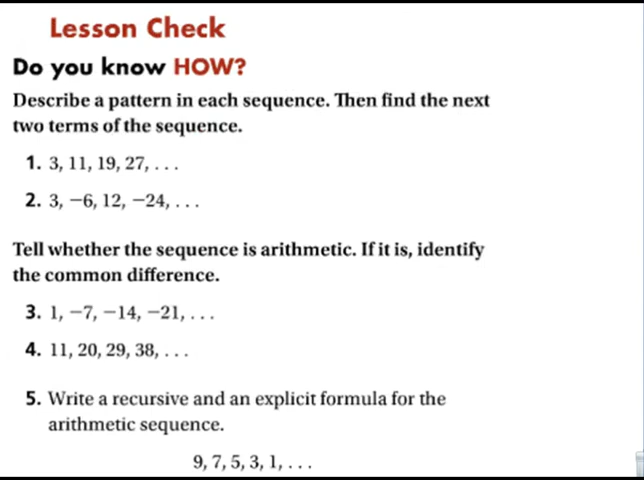 Lesson Check
Do you know HOW?
Describe a pattern in each sequence. Then find the next
two terms of the sequence.
1. 3, 11, 19, 27, . . .
2. 3, −6, 12, −24, . . .
Tell whether the sequence is arithmetic. If it is, identify
the common difference.
3. 1, −7, −14, −21, . . .
4. 11, 20, 29, 38, . . .
5. Write a recursive and an explicit formula for the
arithmetic sequence.
9, 7, 5, 3, 1, . . .